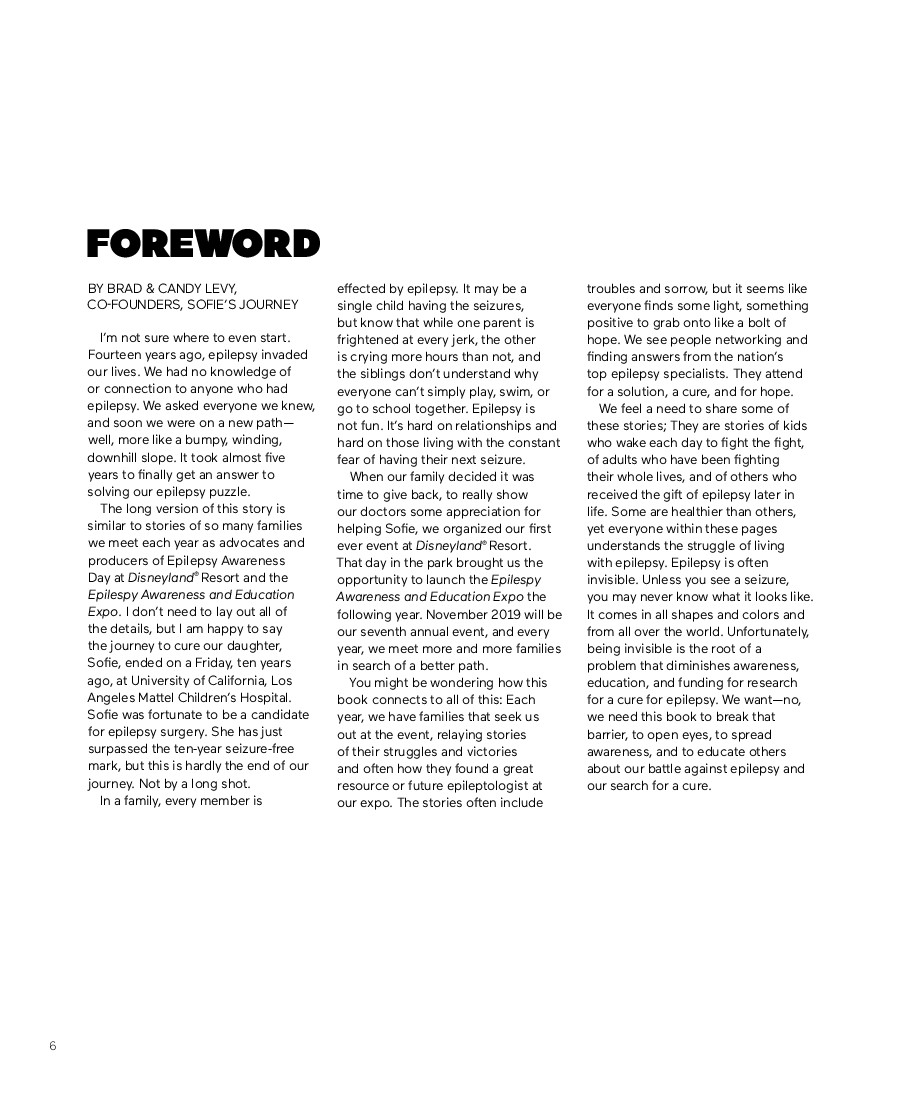 FOREWORD
BY BRAD & CANDY LEVY,
CO-FOUNDERS, SOFIE'S JOURNEY
I'm not sure where to even start.
Fourteen years ago, epilepsy invaded
our lives. We had no knowledge of
or connection to anyone who had
epilepsy. We asked everyone we knew,
and soon we were on a new path—
well, more like a bumpy, winding,
downhill slope. It took almost five
years to finally get an answer to
solving our epilepsy puzzle.
The long version of this story is
similar to stories of so many families
we meet each year as advocates and
producers of Epilepsy Awareness
Day at Disneyland® Resort and the
Epilespy Awareness and Education
Expo. I don't need to lay out all of
the details, but I am happy to say
the journey to cure our daughter,
Sofie, ended on a Friday, ten years
ago, at University of California, Los
Angeles Mattel Children's Hospital.
Sofie was fortunate to be a candidate
for epilepsy surgery. She has just
surpassed the ten-year seizure-free
mark, but this is hardly the end of our
journey. Not by a long shot.
In a family, every member is
effected by epilepsy. It may be a
single child having the seizures,
but know that while one parent is
frightened at every jerk, the other
is crying more hours than not, and
the siblings don't understand why
everyone can't simply play, swim, or
go to school together. Epilepsy is
not fun. It's hard on relationships and
hard on those living with the constant
fear of having their next seizure.
When our family decided it was
time to give back, to really show
our doctors some appreciation for
helping Sofie, we organized our first
ever event at Disneyland® Resort.
That day in the park brought us the
opportunity to launch the Epilespy
Awareness and Education Expo the
following year. November 2019 will be
our seventh annual event, and every
year, we meet more and more families
in search of a better path.
You might be wondering how this
book connects to all of this: Each
year, we have families that seek us
out at the event, relaying stories
of their struggles and victories
and often how they found a great
resource or future epileptologist at
our expo. The stories often include
troubles and sorrow, but it seems like
everyone finds some light, something
positive to grab onto like a bolt of
hope. We see people networking and
finding answers from the nation's
top epilepsy specialists. They attend
for a solution, a cure, and for hope.
We feel a need to share some of
these stories; They are stories of kids
who wake each day to fight the fight,
of adults who have been fighting
their whole lives, and of others who
received the gift of epilepsy later in
life. Some are healthier than others,
yet everyone within these pages
understands the struggle of living
with epilepsy. Epilepsy is often
invisible. Unless you see a seizure,
you may never know what it looks like.
It comes in all shapes and colors and
from all over the world. Unfortunately,
being invisible is the root of a
problem that diminishes awareness,
education, and funding for research
for a cure for epilepsy. We want—no,
we need this book to break that
barrier, to open eyes, to spread
awareness, and to educate others
about our battle against epilepsy and
our search for a cure.
6